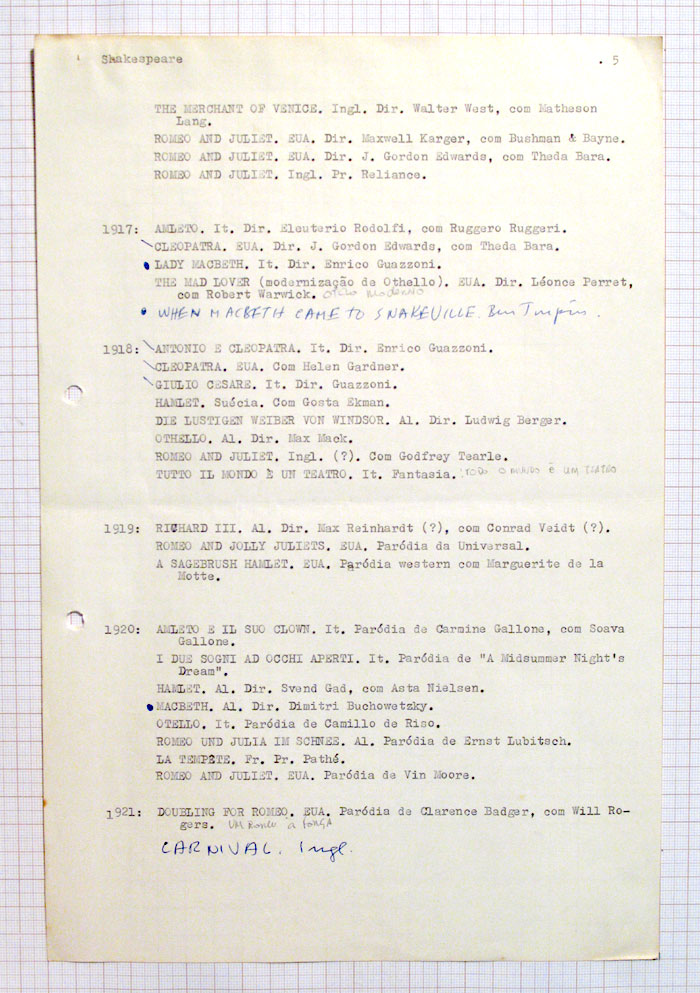 Shakespeare . 5
THE MERCHANT OF VENICE. Ingl. Dir. Walter West, com Matheson
Lang.
ROMEO AND JULIET. EUA. Dir. Maxwell Karger, com Bushman & Bayne.
ROMEO AND JULIET. EUA. Dir. J. Gordon Edwards, com Theda Bara.
ROMEO AND JULIET. Ingl. Pr. Reliance.
1917: AMLETO. It. Dir. Eleuterio Rodolfi, com Ruggero Ruggeri.
CLEOPATRA. EUA. Dir. J. Gordon Edwards, com Theda Bara.
LADY MACBETH. It. Dir. Enrico Guazzoni.
THE MAD LOVER (modernização de Othello). EUA. Dir. Léonce Perret,
com Robert Warwick. Otelo moderno
WHEN MACBETH CAME TO SNAKEVILLE. Ben Turpin.
1918: ANTONIO E CLEOPATRA. It. Dir. Enrico Guazzoni.
CLEOPATRA. EUA. Com Helen Gardner.
GIULIO CESARE. It. Dir. Guazzoni.
HAMLET. Suécia. Com Gosta Ekman.
DIE LUSTIGEN WEIBER VON WINDSOR. Al. Dir. Ludwig Berger.
OTHELLO. Al. Dir. Max Mack.
ROMEO AND JULIET. Ingl. (?). Com Godfrey Tearle.
TUTTO IL MONDO È UN TEATRO. It. Fantasia. TODO O MUNDO É UM TEATRO
1919: RICHARD III. Al. Dir. Max Reinhardt (?), com Conrad Veidt (?).
ROMEO AND JOLLY JULIETS. EUA. Paródia da Universal.
A SAGEBRUSH HAMLET. EUA. Paródia western com Marguerite de la
Motte.
1920: AMLETO E IL SUO CLOWN. It. Paródia de Carmine Gallone, com Soava
Gallone.
I DUE SOGNI AD OCCHI APERTI. It. Paródia de "A Midsummer Night's
Dream".
HAMLET. Al. Dir. Svend Gad, com Asta Nielsen.
MACBETH. Al. Dir. Dimitri Buchowetzky.
OTELLO. It. Paródia de Camillo de Riso.
ROMEO UND JULIA IM SCHNEE. Al. Paródia de Ernst Lubitsch.
LA TEMPÊTE. Fr. Pr. Pathé.
ROMEO AND JULIET. EUA. Paródia de Vin Moore.
1921: DOUBLING FOR ROMEO. EUA. Paródia de Clarence Badger, com Will Ro-
gers. UM Romeu à FORÇA
CARNIVAL. Ingl.